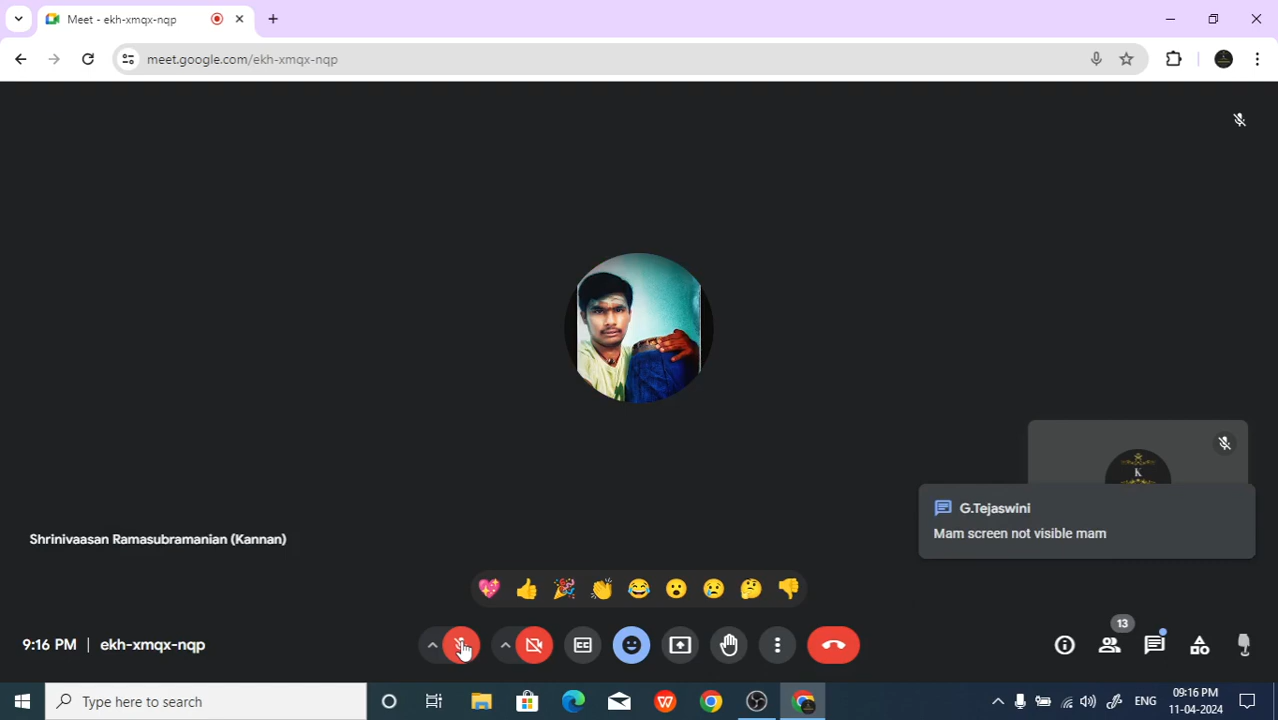 Meet - ekh-xmqx-nqp
meet.google.com/ekh-xmqx-nqp
K
G.Tejaswini
Mam screen not visible mam
Shrinivaasan Ramasubramanian (Kannan)
9:16 PM | ekh-xmqx-nqp
CC
13
Type here to search
W
ENG
09:16 PM
11-04-2024